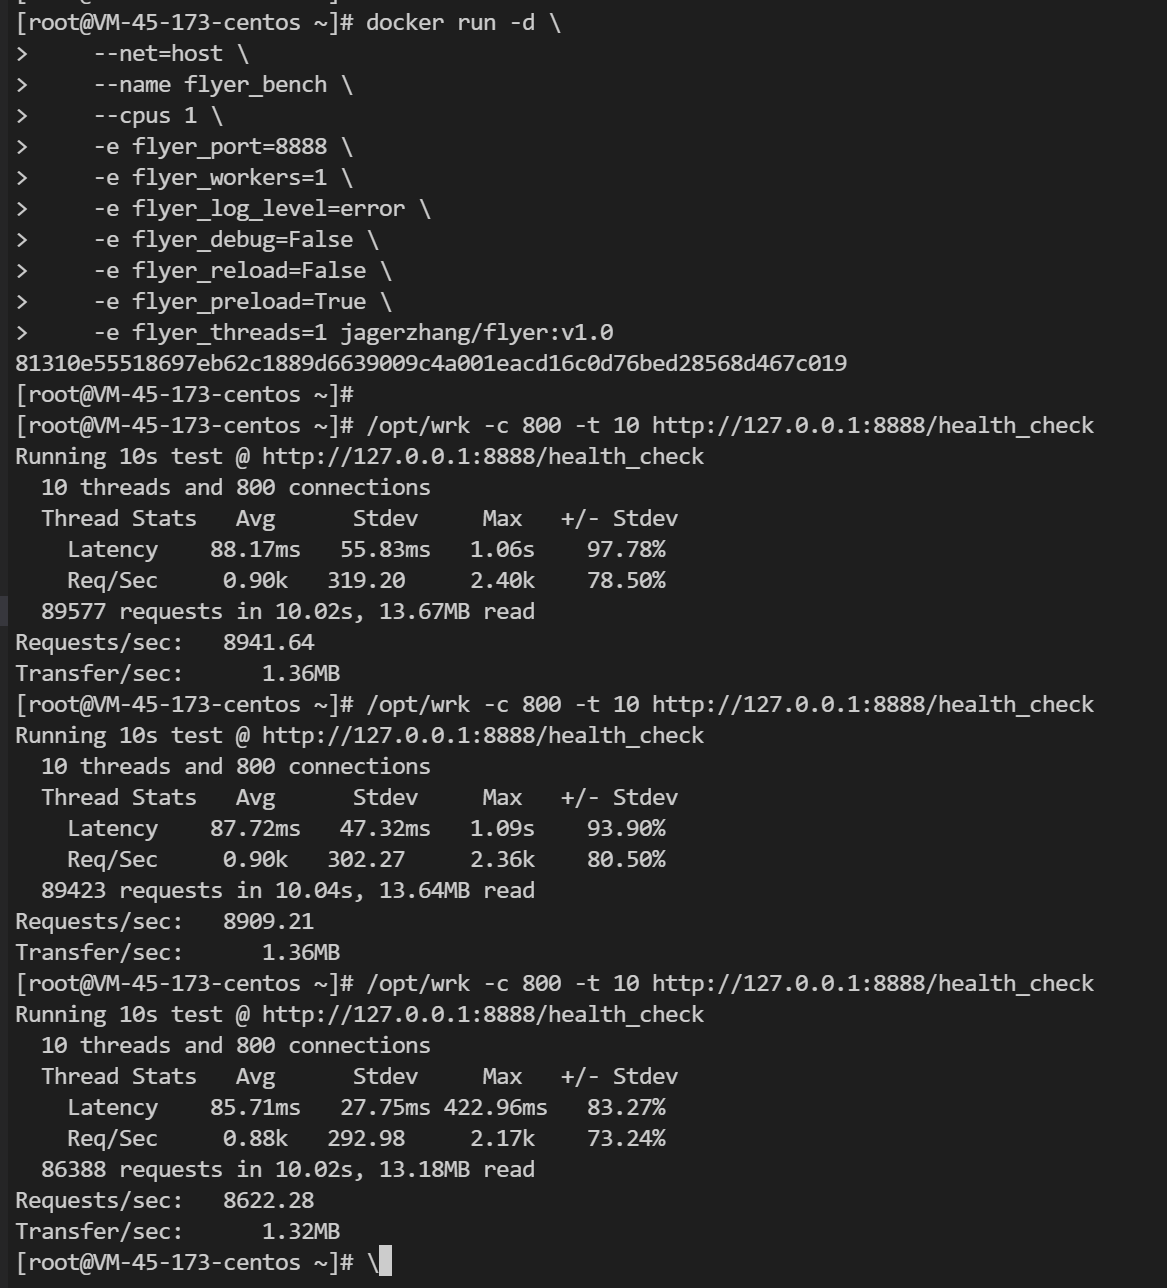 [root@VM-45-173-centos ~]# docker run -d \
>     --net=host \
>     --name flyer_bench \
>     --cpus 1 \
>     -e flyer_port=8888 \
>     -e flyer_workers=1 \
>     -e flyer_log_level=error \
>     -e flyer_debug=False \
>     -e flyer_reload=False \
>     -e flyer_preload=True \
>     -e flyer_threads=1 jagerzhang/flyer:v1.0
81310e55518697eb62c1889d6639009c4a001eacd16c0d76bed28568d467c019
[root@VM-45-173-centos ~]#
[root@VM-45-173-centos ~]# /opt/wrk -c 800 -t 10 http://127.0.0.1:8888/health_check
Running 10s test @ http://127.0.0.1:8888/health_check
  10 threads and 800 connections
  Thread Stats   Avg      Stdev     Max   +/- Stdev
    Latency    88.17ms   55.83ms   1.06s    97.78%
    Req/Sec     0.90k   319.20     2.40k    78.50%
  89577 requests in 10.02s, 13.67MB read
Requests/sec:   8941.64
Transfer/sec:      1.36MB
[root@VM-45-173-centos ~]# /opt/wrk -c 800 -t 10 http://127.0.0.1:8888/health_check
Running 10s test @ http://127.0.0.1:8888/health_check
  10 threads and 800 connections
  Thread Stats   Avg      Stdev     Max   +/- Stdev
    Latency    87.72ms   47.32ms   1.09s    93.90%
    Req/Sec     0.90k   302.27     2.36k    80.50%
  89423 requests in 10.04s, 13.64MB read
Requests/sec:   8909.21
Transfer/sec:      1.36MB
[root@VM-45-173-centos ~]# /opt/wrk -c 800 -t 10 http://127.0.0.1:8888/health_check
Running 10s test @ http://127.0.0.1:8888/health_check
  10 threads and 800 connections
  Thread Stats   Avg      Stdev     Max   +/- Stdev
    Latency    85.71ms   27.75ms 422.96ms   83.27%
    Req/Sec     0.88k   292.98     2.17k    73.24%
  86388 requests in 10.02s, 13.18MB read
Requests/sec:   8622.28
Transfer/sec:      1.32MB
[root@VM-45-173-centos ~]# \